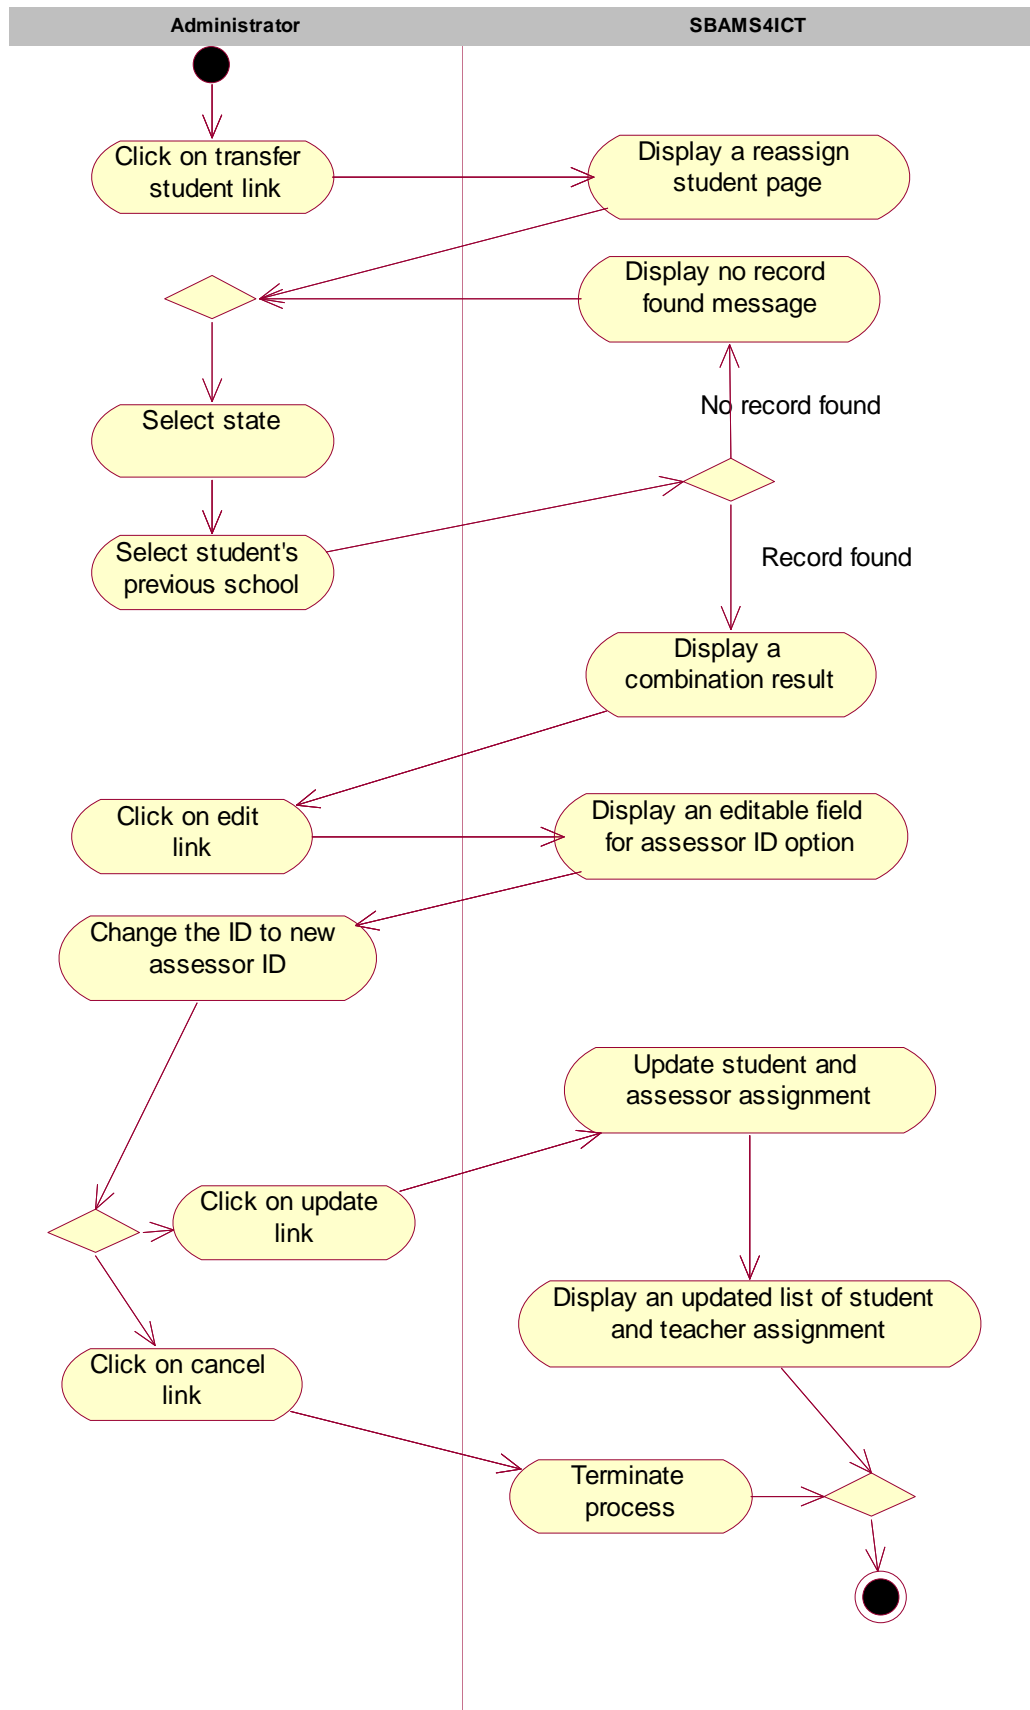 Administrator
SBAMS4ICT
Click on transfer
student link
Display a reassign
student page
Display no record
found message
No record found
Select state
Select student's
previous school
Record found
Display a
combination result
Click on edit
link
Display an editable field
for assessor ID option
Change the ID to new
assessor ID
Update student and
assessor assignment
Click on update
link
Display an updated list of student
and teacher assignment
Click on cancel
link
Terminate
process